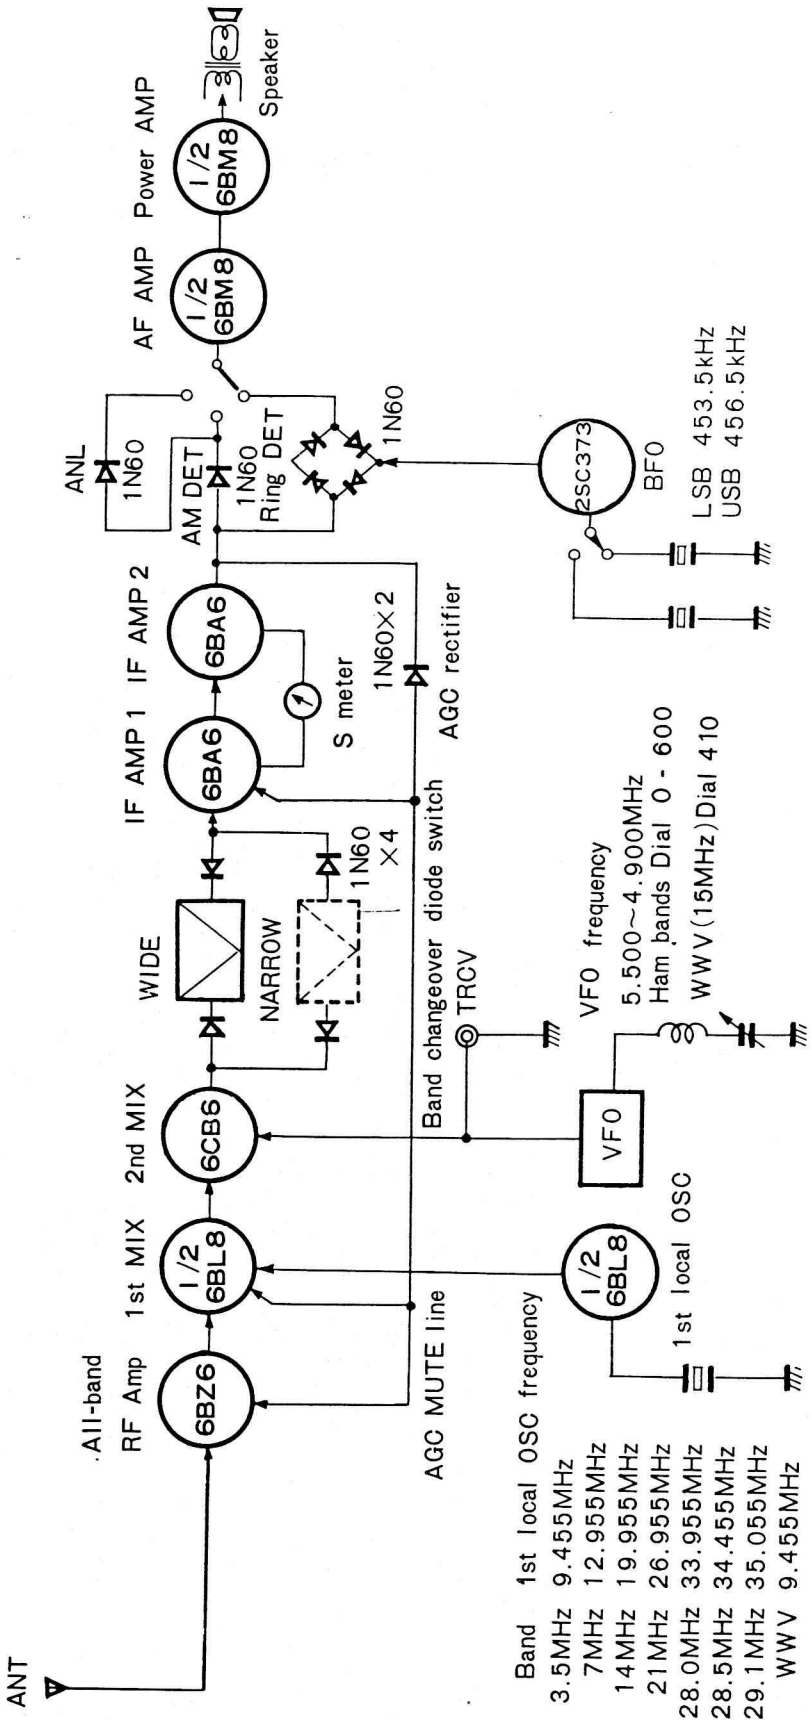 ANT
All-band
RF Amp
6BZ6
1st MIX
1/2
6BL8
2nd MIX
6CB6
WIDE
NARROW
1N60
×4
IF AMP 1
6BA6
IF AMP 2
6BA6
S meter
1N60×2
AGC rectifier
ANL
1N60
AM DET
1N60
Ring DET
1N60
AF AMP
1/2
6BM8
Power AMP
1/2
6BM8
Speaker
AGC MUTE line
Band changeover diode switch
TRCV
1/2
6BL8
1st local OSC
VFO
VFO frequency
5.500~4.900MHz
Ham bands Dial 0 - 600
WWV(15MHz)Dial 410
2SC373
BFO
LSB 453.5kHz
USB 456.5kHz
Band 1st local OSC frequency
3.5MHz 9.455MHz
7MHz 12.955MHz
14MHz 19.955MHz
21MHz 26.955MHz
28.0MHz 33.955MHz
28.5MHz 34.455MHz
29.1MHz 35.055MHz
WWV 9.455MHz